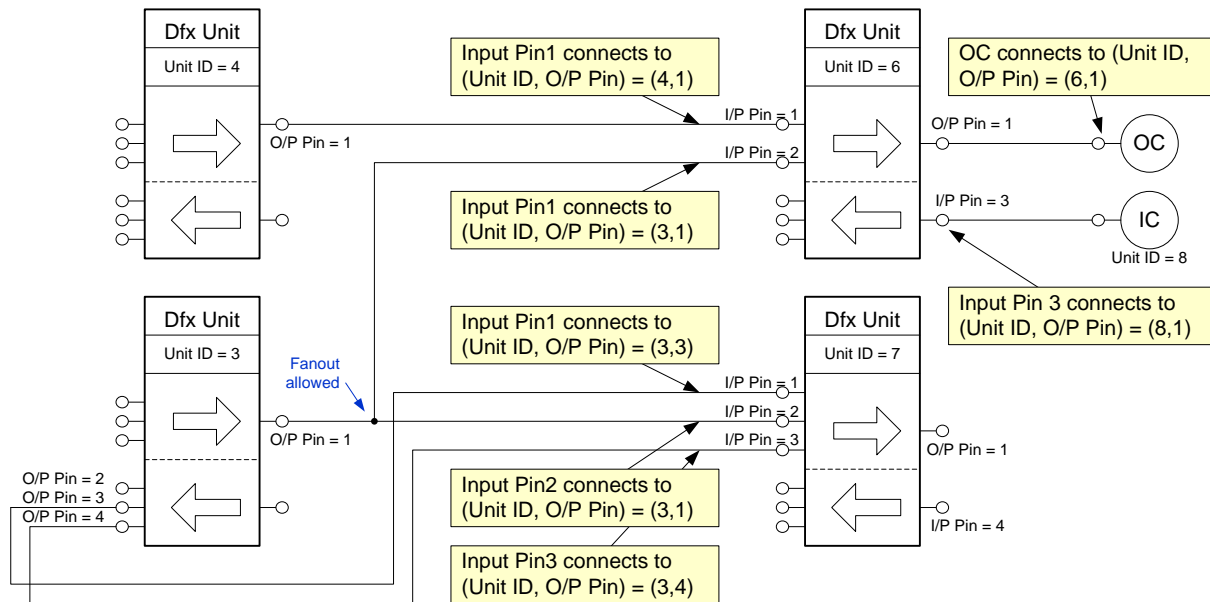 Dfx Unit
Unit ID = 4
O/P Pin = 1
Input Pin1 connects to
(Unit ID, O/P Pin) = (4,1)
Input Pin1 connects to
(Unit ID, O/P Pin) = (3,1)
I/P Pin = 1
I/P Pin = 2
Dfx Unit
Unit ID = 6
O/P Pin = 1
I/P Pin = 3
OC connects to (Unit ID,
O/P Pin) = (6,1)
OC
IC
Unit ID = 8
Input Pin 3 connects to
(Unit ID, O/P Pin) = (8,1)
Dfx Unit
Unit ID = 3
Fanout
allowed
O/P Pin = 1
O/P Pin = 2
O/P Pin = 3
O/P Pin = 4
Input Pin1 connects to
(Unit ID, O/P Pin) = (3,3)
I/P Pin = 1
I/P Pin = 2
I/P Pin = 3
Input Pin2 connects to
(Unit ID, O/P Pin) = (3,1)
Input Pin3 connects to
(Unit ID, O/P Pin) = (3,4)
Dfx Unit
Unit ID = 7
O/P Pin = 1
I/P Pin = 4